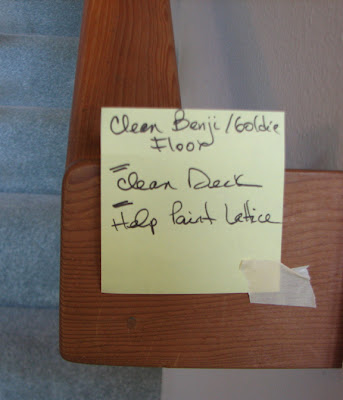 Clean Benji/Goldie
Floor
Clean Deck
Help Paint Lattice